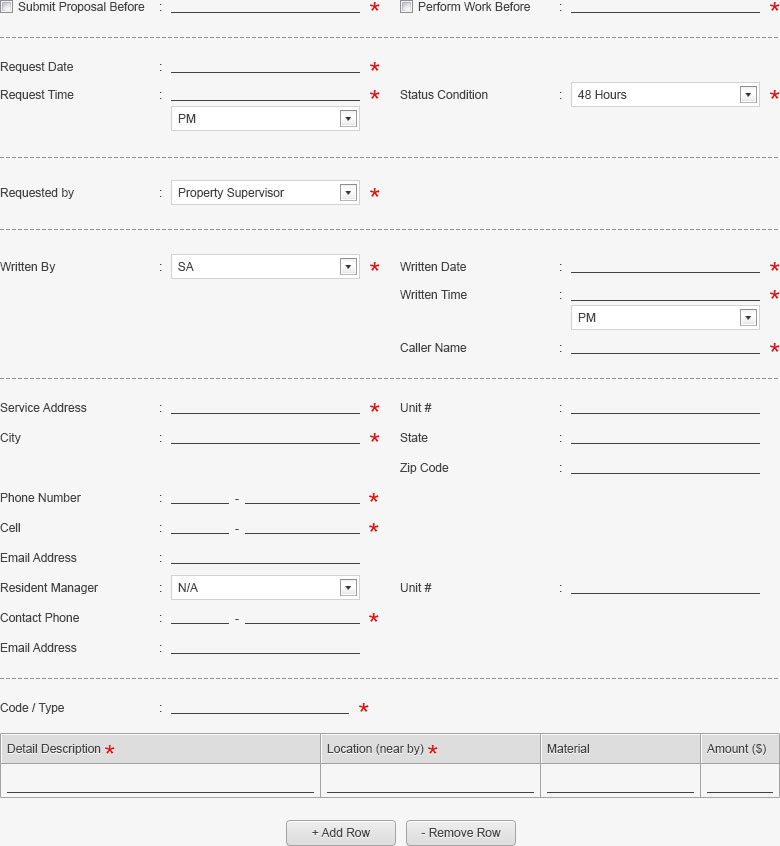 Submit Proposal Before : * Perform Work Before : *
Request Date : *
Request Time : * Status Condition : 48 Hours *
PM
Requested by : Property Supervisor *
Written By : SA * Written Date : *
Written Time : *
PM
Caller Name : *
Service Address : * Unit # :
City : * State :
Zip Code :
Phone Number : - *
Cell : - *
Email Address :
Resident Manager : N/A Unit # :
Contact Phone : - *
Email Address :
Code / Type : *
Detail Description * Location (near by) * Material Amount ($)
+ Add Row - Remove Row